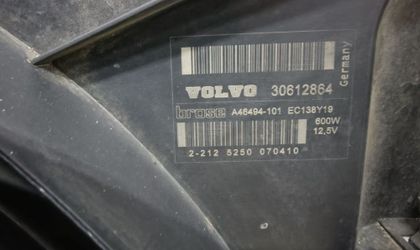 VOLVO 30612864
Germany
brose A46494-101 EC138Y19
600W
12,5V
2-212 5250 070410